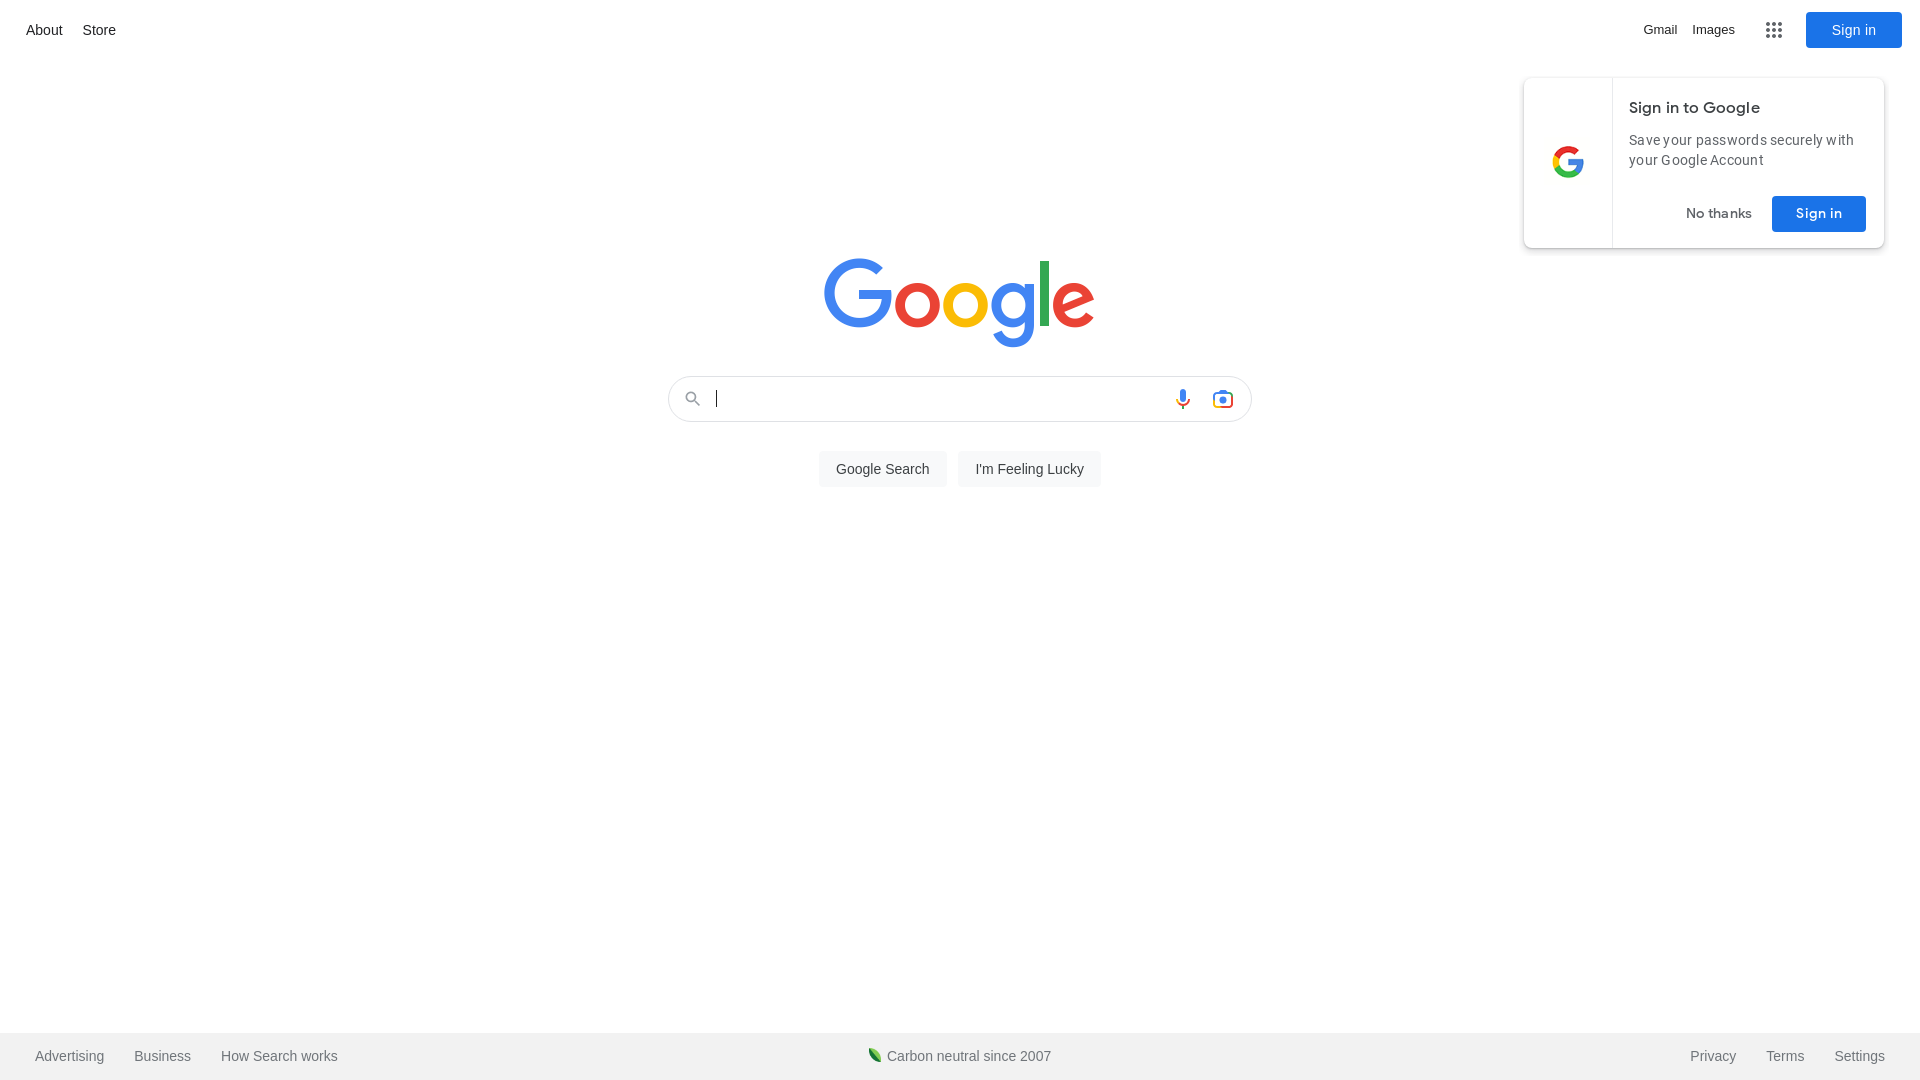 About Store
Gmail Images
Sign in
Sign in to Google
Save your passwords securely with
your Google Account
No thanks Sign in
Google
Google Search I'm Feeling Lucky
Advertising Business How Search works
Carbon neutral since 2007
Privacy Terms Settings